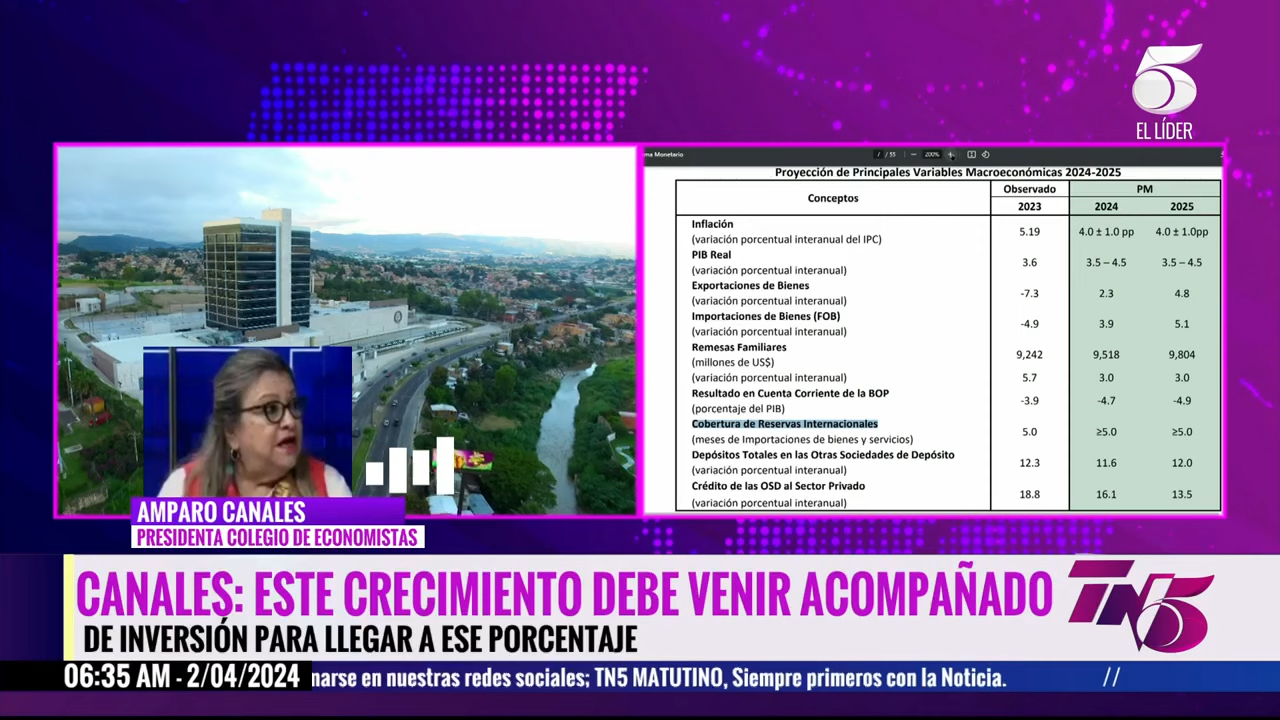 5
EL LÍDER
ma Monetario
/ 55
200%
Proyección de Principales Variables Macroeconómicas 2024-2025
Conceptos
Observado
PM
2023
2024
2025
Inflación
(variación porcentual interanual del IPC)
5.19
4.0 ± 1.0 pp
4.0 ± 1.0pp
PIB Real
(variación porcentual interanual)
3.6
3.5 – 4.5
3.5 – 4.5
Exportaciones de Bienes
(variación porcentual interanual)
-7.3
2.3
4.8
Importaciones de Bienes (FOB)
(variación porcentual interanual)
-4.9
3.9
5.1
Remesas Familiares
(millones de US$)
9,242
9,518
9,804
(variación porcentual interanual)
5.7
3.0
3.0
Resultado en Cuenta Corriente de la BOP
(porcentaje del PIB)
-3.9
-4.7
-4.9
Cobertura de Reservas Internacionales
(meses de Importaciones de bienes y servicios)
5.0
≥5.0
≥5.0
Depósitos Totales en las Otras Sociedades de Depósito
(variación porcentual interanual)
12.3
11.6
12.0
Crédito de las OSD al Sector Privado
(variación porcentual interanual)
18.8
16.1
13.5
AMPARO CANALES
PRESIDENTA COLEGIO DE ECONOMISTAS
CANALES: ESTE CRECIMIENTO DEBE VENIR ACOMPAÑADO
DE INVERSIÓN PARA LLEGAR A ESE PORCENTAJE
TN5
06:35 AM - 2/04/2024
narse en nuestras redes sociales; TN5 MATUTINO, Siempre primeros con la Noticia. //